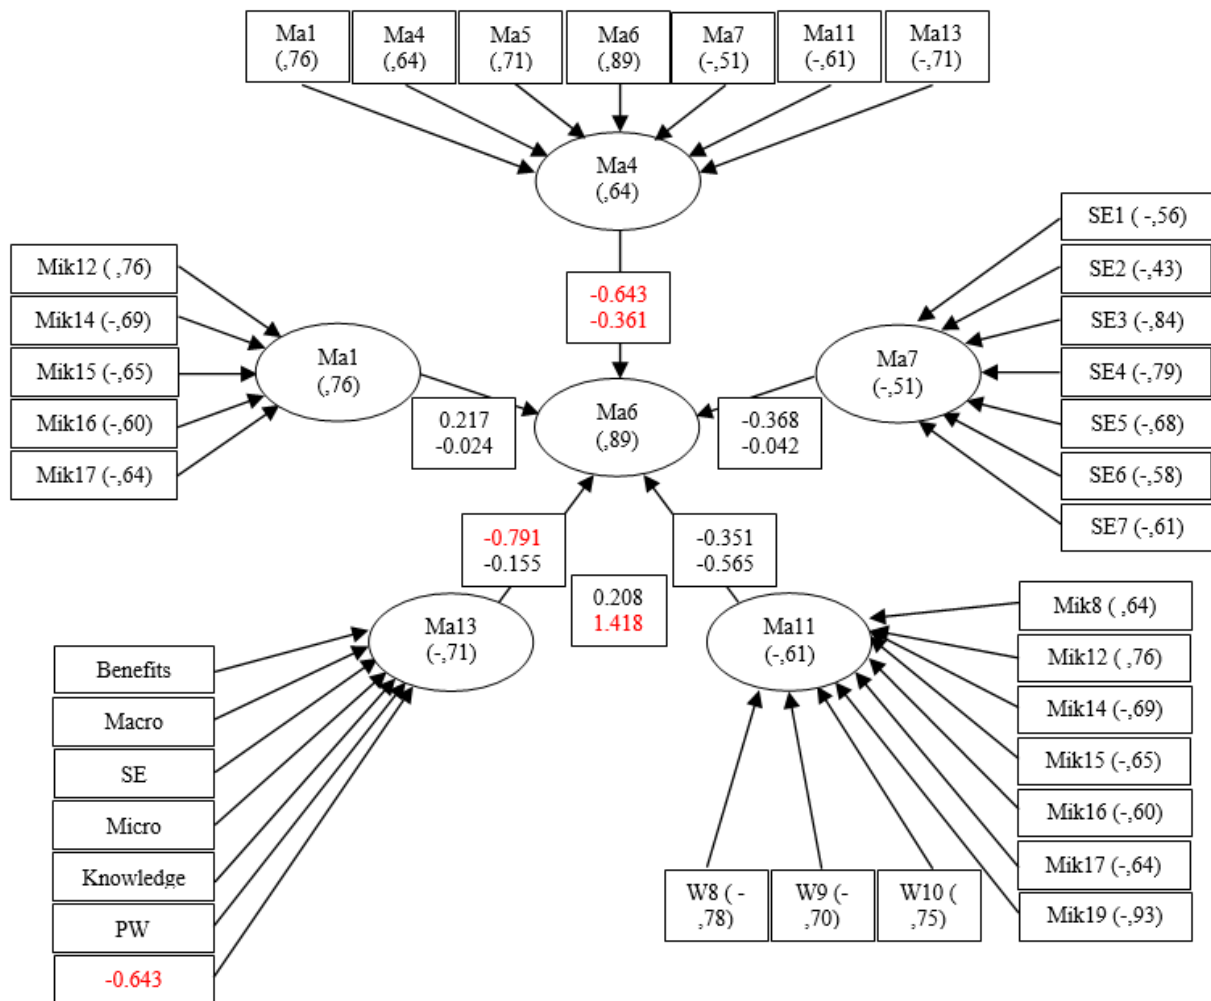 Ma1
(,76)
Ma4
(,64)
Ma5
(,71)
Ma6
(,89)
Ma7
(-,51)
Ma11
(-,61)
Ma13
(-,71)
Ma4
(,64)
-0.643
-0.361
Mik12 ( ,76)
Mik14 (-,69)
Mik15 (-,65)
Mik16 (-,60)
Mik17 (-,64)
Ma1
(,76)
0.217
-0.024
Ma6
(,89)
-0.368
-0.042
Ma7
(-,51)
SE1 ( -,56)
SE2 (-,43)
SE3 (-,84)
SE4 (-,79)
SE5 (-,68)
SE6 (-,58)
SE7 (-,61)
-0.791
-0.155
0.208
1.418
-0.351
-0.565
Ma13
(-,71)
Ma11
(-,61)
Benefits
Macro
SE
Micro
Knowledge
PW
-0.643
Mik8 ( ,64)
Mik12 ( ,76)
Mik14 (-,69)
Mik15 (-,65)
Mik16 (-,60)
Mik17 (-,64)
Mik19 (-,93)
W8 ( -
,78)
W9 (-
,70)
W10 (
,75)